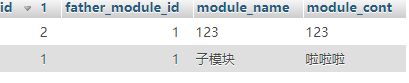 id 1 father_module_id module_name module_cont
2 1 123 123
1 1 子模块 啦啦啦